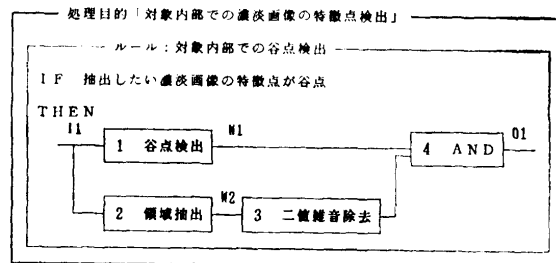 処理目的「対象内部での濃淡画像の特徴点検出」
ルール：対象内部での谷点検出
IF 抽出したい濃淡画像の特徴点が谷点
THEN
I1
1 谷点検出
W1
4 AND
O1
2 領域抽出
W2
3 二値雑音除去